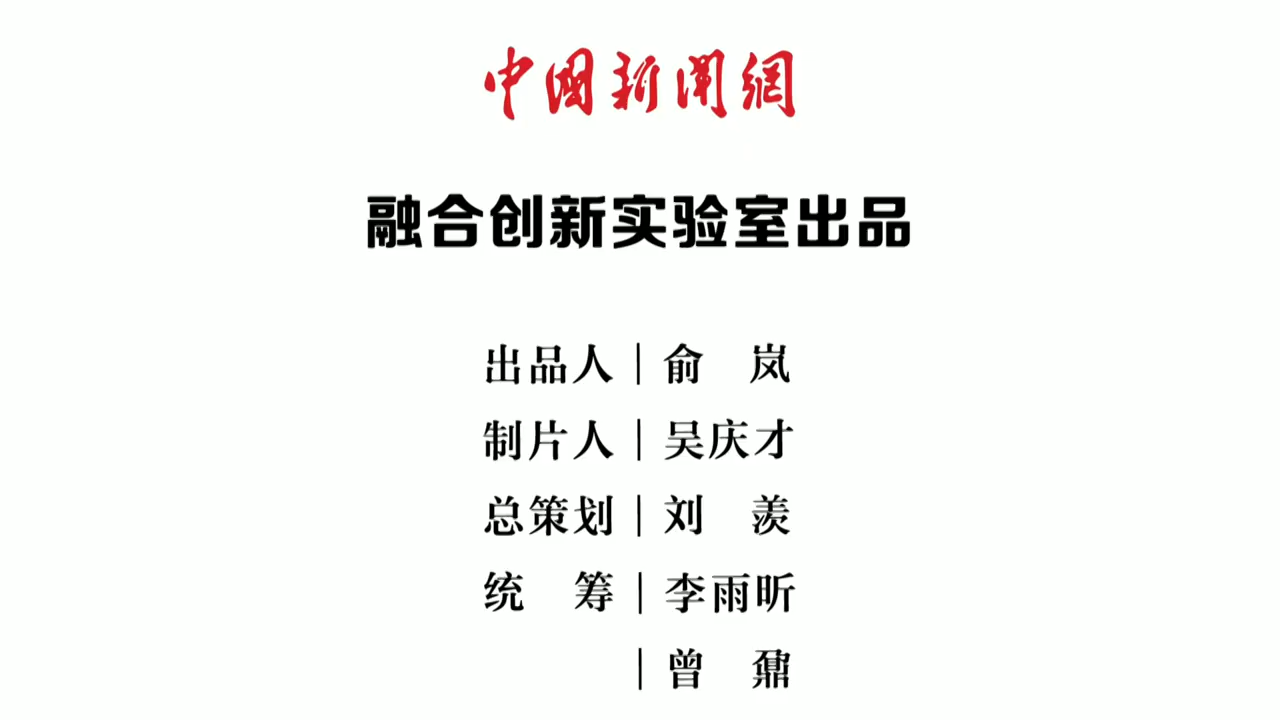 中国新闻網
融合创新实验室出品
出品人｜俞 岚
制片人｜吴庆才
总策划｜刘 羡
统 筹｜李雨昕
｜曾 鼐